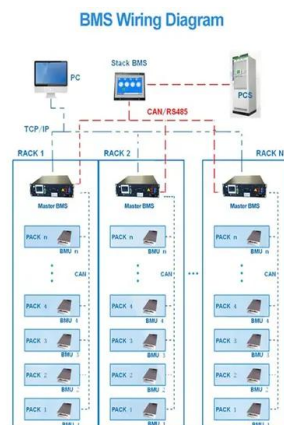 BMS Wiring Diagram
Stack BMS
PC
PCS
CAN/RS485
TCP/IP
RACK 1 RACK 2 RACK N
Master BMS Master BMS Master BMS
PACK n PACK n PACK n
BMU n BMU n BMU n
CAN CAN CAN
PACK 4 PACK 4 PACK 4
BMU 4 BMU 4 BMU 4
PACK 3 PACK 3 PACK 3
BMU 3 BMU 3 BMU 3
PACK 2 PACK 2 PACK 2
BMU 2 BMU 2 BMU 2
PACK 1 PACK 1 PACK 1